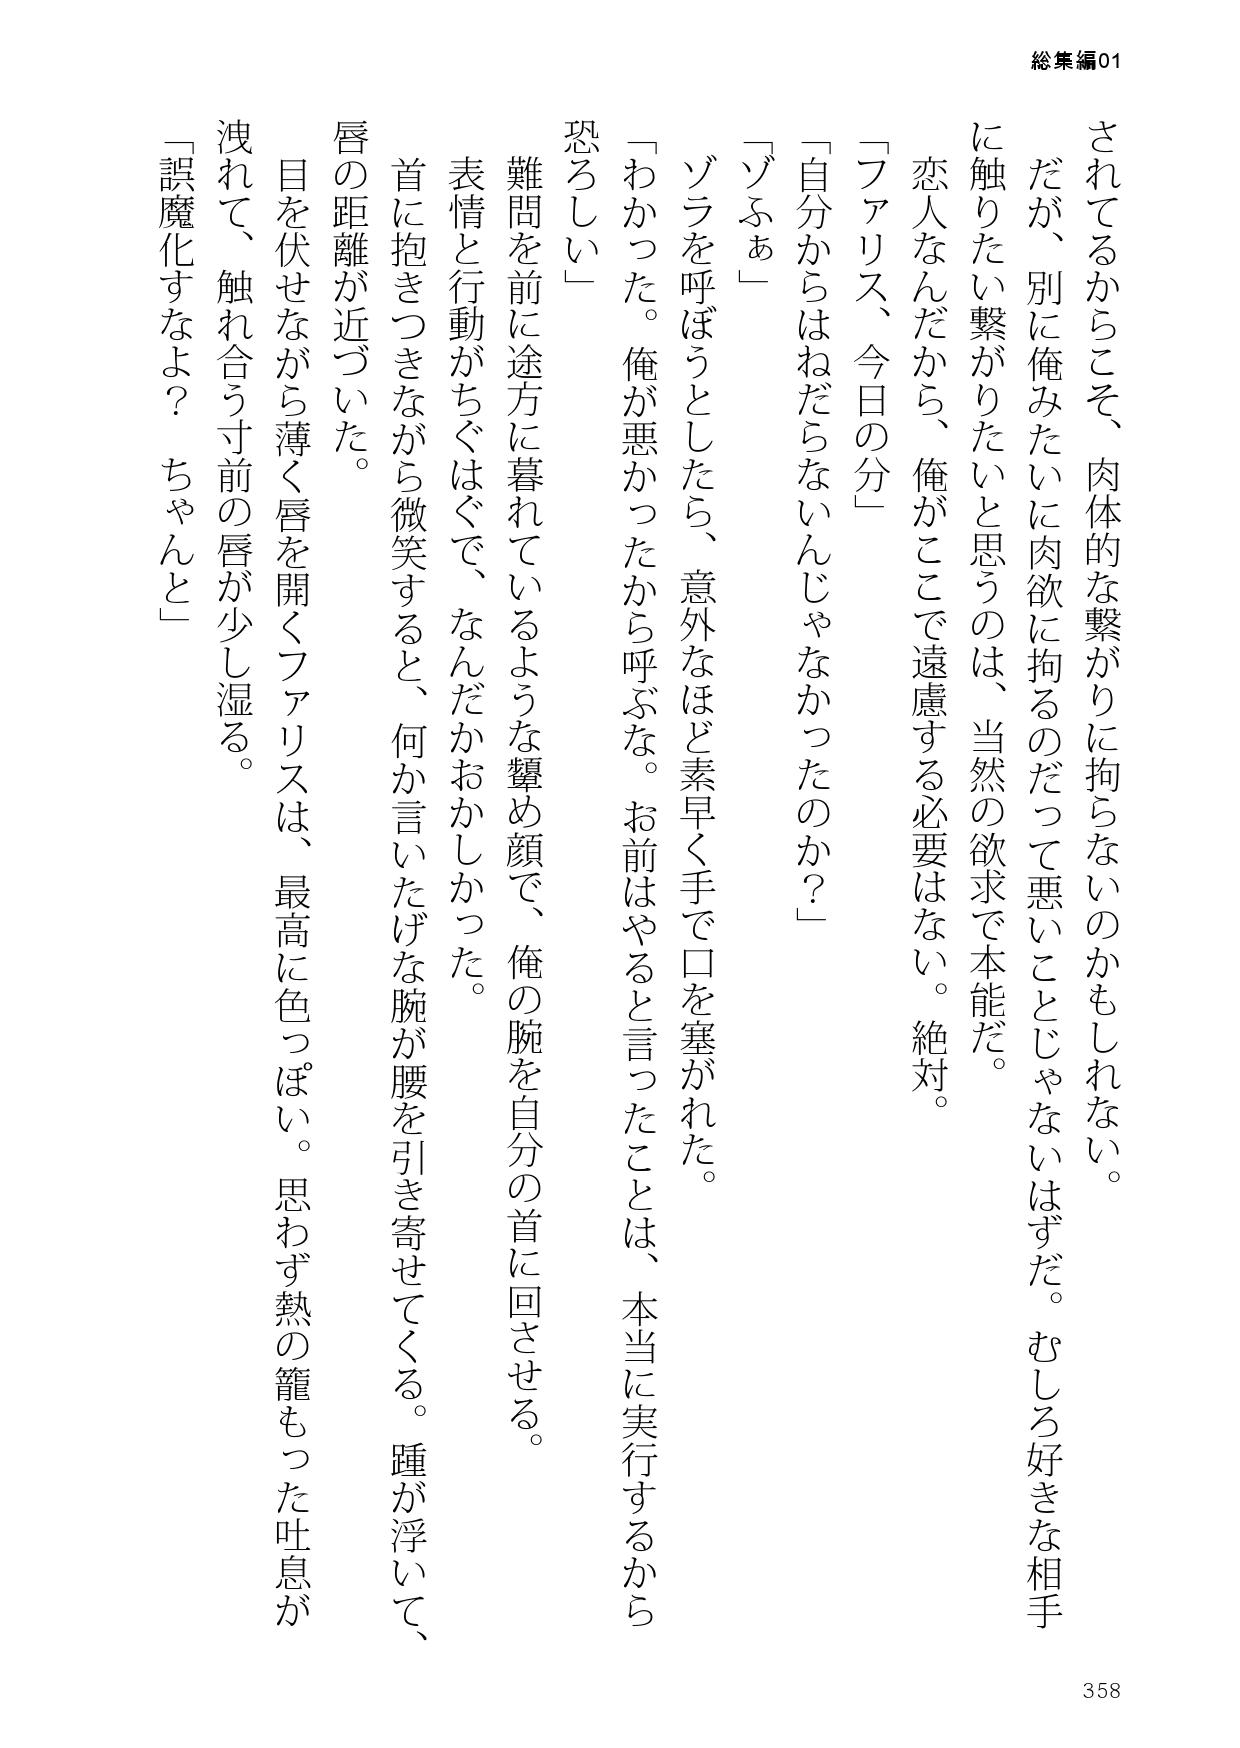 総集編01
されてるからこそ、肉体的な繋がりに拘らないのかもしれない。
だが、別に俺みたいに肉欲に拘るのだって悪いことじゃないはずだ。むしろ好きな相手
に触りたい繋がりたいと思うのは、当然の欲求で本能だ。
恋人なんだから、俺がここで遠慮する必要はない。絶対。
「ファリス、今日の分」
「自分からはねだらないんじゃなかったのか？」
「ゾふぁ」
ゾラを呼ぼうとしたら、意外なほど素早く手で口を塞がれた。
「わかった。俺が悪かったから呼ぶな。お前はやると言ったことは、本当に実行するから
恐ろしい」
難問を前に途方に暮れているような顰め顔で、俺の腕を自分の首に回させる。
表情と行動がちぐはぐで、なんだかおかしかった。
首に抱きつきながら微笑すると、何か言いたげな腕が腰を引き寄せてくる。踵が浮いて、
唇の距離が近づいた。
目を伏せながら薄く唇を開くファリスは、最高に色っぽい。思わず熱の籠もった吐息が
洩れて、触れ合う寸前の唇が少し湿る。
「誤魔化すなよ？　ちゃんと」
358